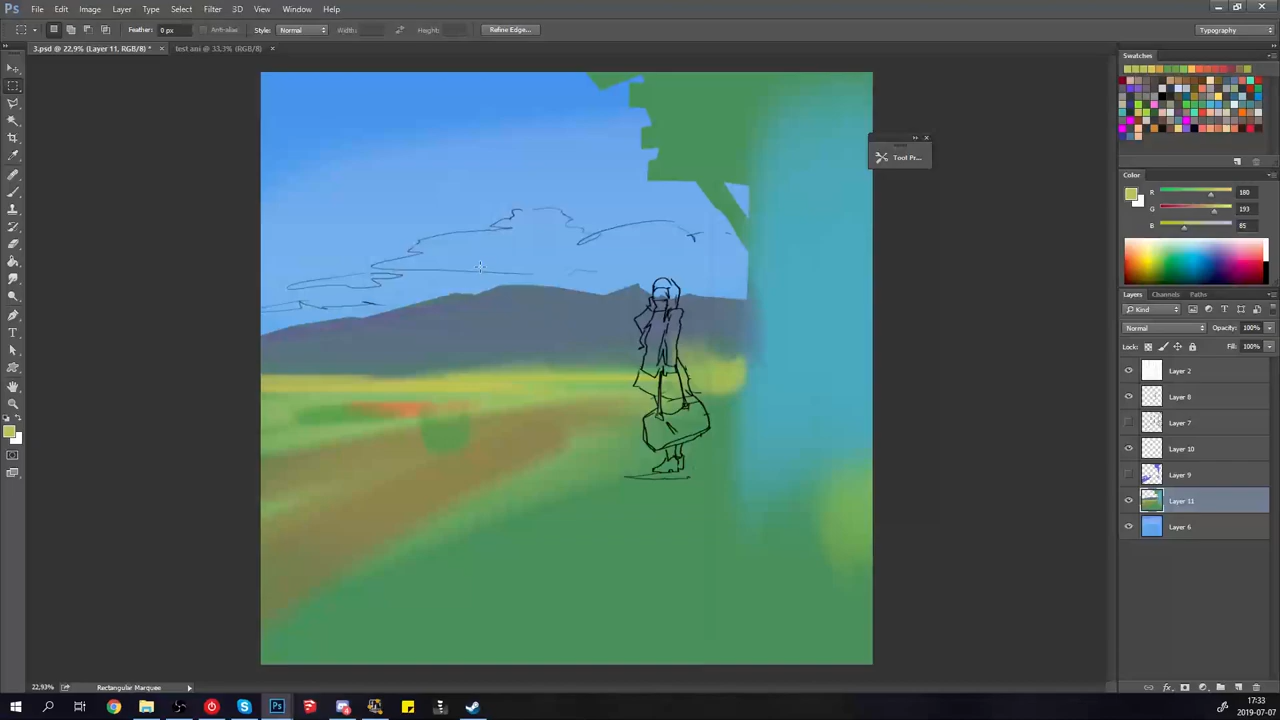 Ps File Edit Image Layer Type Select Filter 3D View Window Help
Feather: 0 px Anti-alias Style: Normal Width: Height: Refine Edge... Typography
3.psd @ 22,9% (Layer 11, RGB/8) * × test ani @ 33,3% (RGB/8) ×
Swatches
Tool Pr...
Color
R 180
G 193
B 85
Layers Channels Paths
Kind
Normal Opacity: 100%
Lock: Fill: 100%
Layer 2
Layer 8
Layer 7
Layer 10
Layer 9
Layer 11
Layer 6
22,93% Rectangular Marquee
17:33
2019-07-07